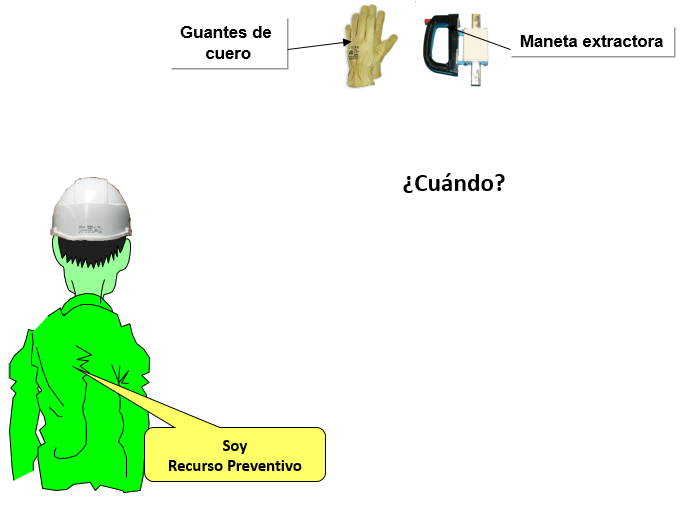 Guantes de
cuero
Maneta extractora
¿Cuándo?
Soy
Recurso Preventivo